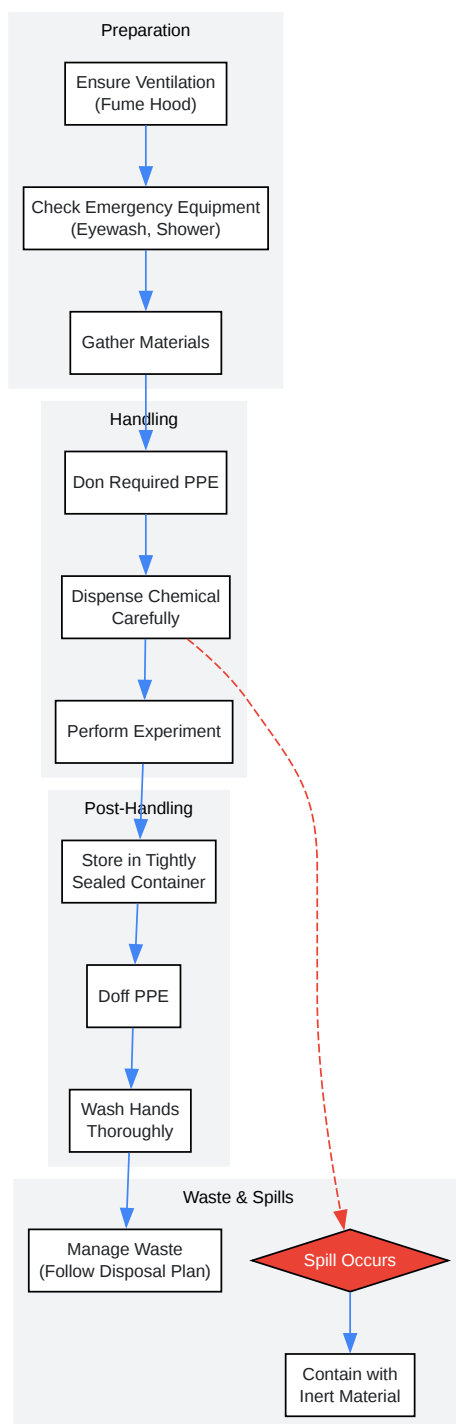 Preparation
Ensure Ventilation
(Fume Hood)
Check Emergency Equipment
(Eyewash, Shower)
Gather Materials
Handling
Don Required PPE
Dispense Chemical
Carefully
Perform Experiment
Post-Handling
Store in Tightly
Sealed Container
Doff PPE
Wash Hands
Thoroughly
Waste & Spills
Manage Waste
(Follow Disposal Plan)
Spill Occurs
Contain with
Inert Material